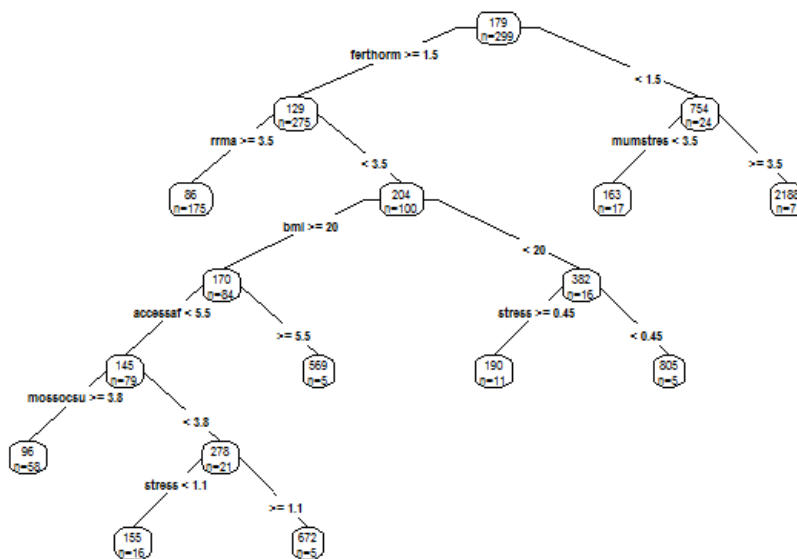 179
n=299
ferthorm >= 1.5
< 1.5
129
n=275
754
n=24
rrma >= 3.5
< 3.5
mumstres < 3.5
>= 3.5
86
n=175
204
n=100
163
n=17
2188
n=7
bmi >= 20
< 20
170
n=84
382
n=16
accessaf < 5.5
>= 5.5
stress >= 0.45
< 0.45
145
n=79
569
n=5
190
n=11
805
n=5
mossocsu >= 3.8
< 3.8
96
n=58
278
n=21
stress < 1.1
>= 1.1
155
n=16
672
n=5